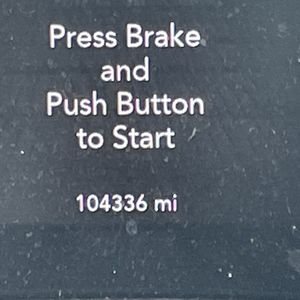 Press Brake
and
Push Button
to Start
104336 mi